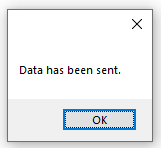 Data has been sent.
OK